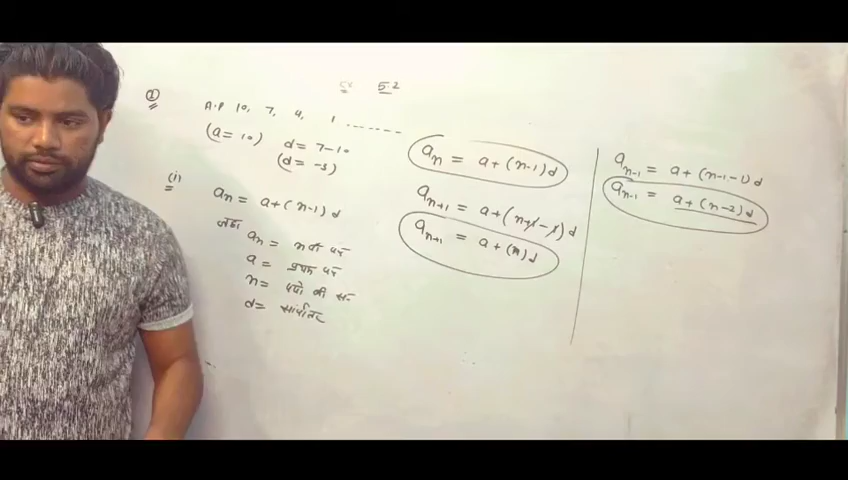 Ex 5.2
①
A.P 10, 7, 4, 1 .......
(a = 10) d = 7-10
(d = -3)
(i)
aₙ = a+(n-1)d
जहाँ
aₙ = nवां पद
a = प्रथम पद
n = पदों की सं०
d = सार्वान्तर
aₙ = a+(n-1)d
aₙ₊₁ = a+(n+1-1)d
aₙ₊₁ = a+(n)d
aₙ₋₁ = a+(n-1-1)d
aₙ₋₁ = a+(n-2)d